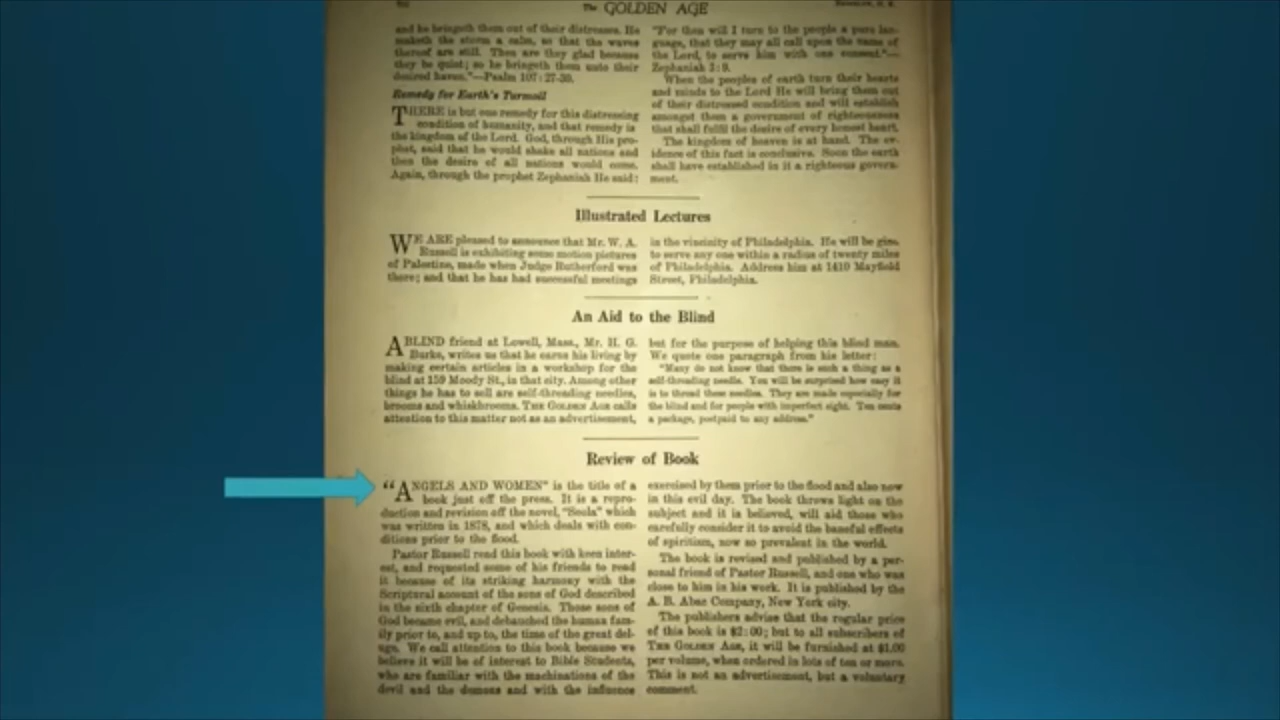 The GOLDEN AGE
and he bringeth them out of their distresses. He
maketh the storm a calm, so that the waves
thereof are still. Then are they glad because
they be quiet; so he bringeth them unto their
desired haven."—Psalm 107:27-30.
Remedy for Earth's Turmoil
THERE is but one remedy for this distressing
condition of humanity, and that remedy is
the kingdom of the Lord. God, through His pro-
phet, said that he would shake all nations and
then the desire of all nations would come.
Again, through the prophet Zephaniah He said:
"For then will I turn to the people a pure lan-
guage, that they may all call upon the name of
the Lord, to serve him with one consent."—
Zephaniah 3:9.
When the peoples of earth turn their hearts
and minds to the Lord He will bring them out
of their distressed condition and will establish
amongst them a government of righteousness
that shall fulfil the desire of every honest heart.
The kingdom of heaven is at hand. The ev-
idence of this fact is conclusive. Soon the earth
shall have established in it a righteous govern-
ment.
Illustrated Lectures
WE ARE pleased to announce that Mr. W. A.
Russell is exhibiting some motion pictures
of Palestine, made when Judge Rutherford was
there; and that he has had successful meetings
in the vincinity of Philadelphia. He will be glad
to serve any one within a radius of twenty miles
of Philadelphia. Address him at 1410 Mayfield
Street, Philadelphia.
An Aid to the Blind
A BLIND friend at Lowell, Mass., Mr. H. G.
Burke, writes us that he earns his living by
making certain articles in a workshop for the
blind at 159 Moody St., in that city. Among other
things he has to sell are self-threading needles,
brooms and whiskbrooms. THE GOLDEN AGE calls
attention to this matter not as an advertisement,
but for the purpose of helping this blind man.
We quote one paragraph from his letter:
"Many do not know that there is such a thing as a
self-threading needle. You will be surprised how easy it
is to thread these needles. They are made especially for
the blind and for people with imperfect sight. Ten cents
a package, postpaid to any address."
Review of Book
"ANGELS AND WOMEN" is the title of a
book just off the press. It is a repro-
duction and revision off the novel, "Seola" which
was written in 1878, and which deals with con-
ditions prior to the flood.
Pastor Russell read this book with keen inter-
est, and requested some of his friends to read
it because of its striking harmony with the
Scriptural account of the sons of God described
in the sixth chapter of Genesis. Those sons of
God became evil, and debauched the human fam-
ily prior to, and up to, the time of the great del-
uge. We call attention to this book because we
believe it will be of interest to Bible Students,
who are familiar with the machinations of the
devil and the demons and with the influence
exercised by them prior to the flood and also now
in this evil day. The book throws light on the
subject and it is believed, will aid those who
carefully consider it to avoid the baneful effects
of spiritism, now so prevalent in the world.
The book is revised and published by a per-
sonal friend of Pastor Russell, and one who was
close to him in his work. It is published by the
A. B. Abac Company, New York city.
The publishers advise that the regular price
of this book is $2:00; but to all subscribers of
THE GOLDEN AGE, it will be furnished at $1.00
per volume, when ordered in lots of ten or more.
This is not an advertisement, but a voluntary
comment.